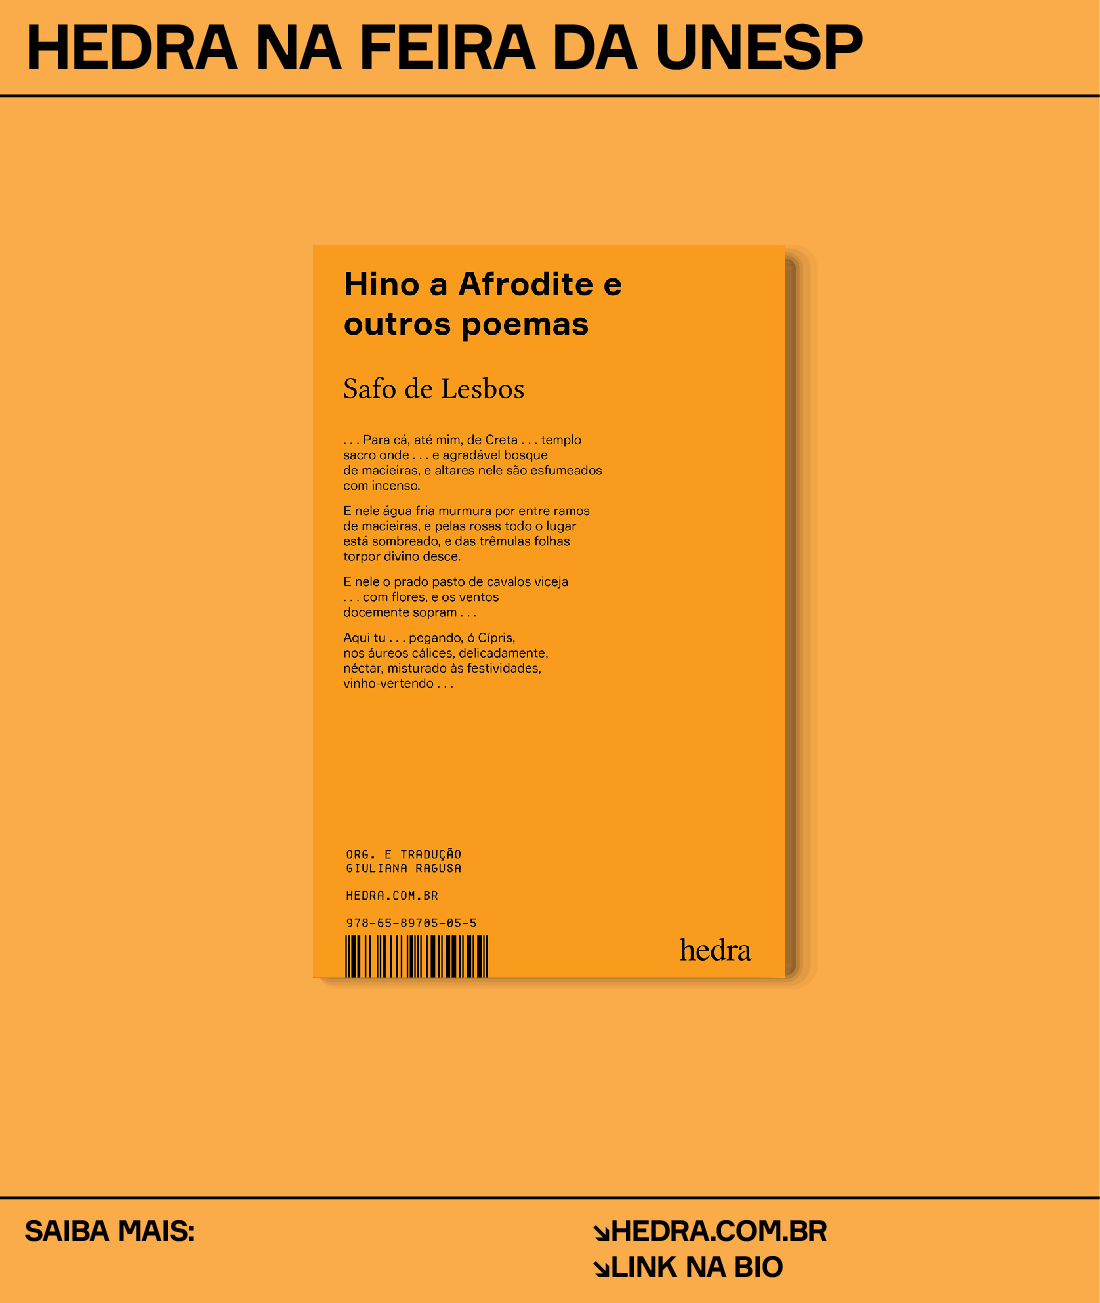 HEDRA NA FEIRA DA UNESP
Hino a Afrodite e
outros poemas
Safo de Lesbos
. . . Para cá, até mim, de Creta . . . templo
sacro onde . . . e agradável bosque
de macieiras, e altares nele são esfumeados
com incenso.
E nele água fria murmura por entre ramos
de macieiras, e pelas rosas todo o lugar
está sombreado, e das trêmulas folhas
torpor divino desce.
E nele o prado pasto de cavalos viceja
. . . com flores, e os ventos
docemente sopram . . .
Aqui tu . . . pegando, ó Cípris,
nos áureos cálices, delicadamente,
néctar, misturado às festividades,
vinho-vertendo . . .
ORG. E TRADUÇÃO
GIULIANA RAGUSA
HEDRA.COM.BR
978-65-89705-05-5
hedra
SAIBA MAIS:
↘HEDRA.COM.BR
↘LINK NA BIO